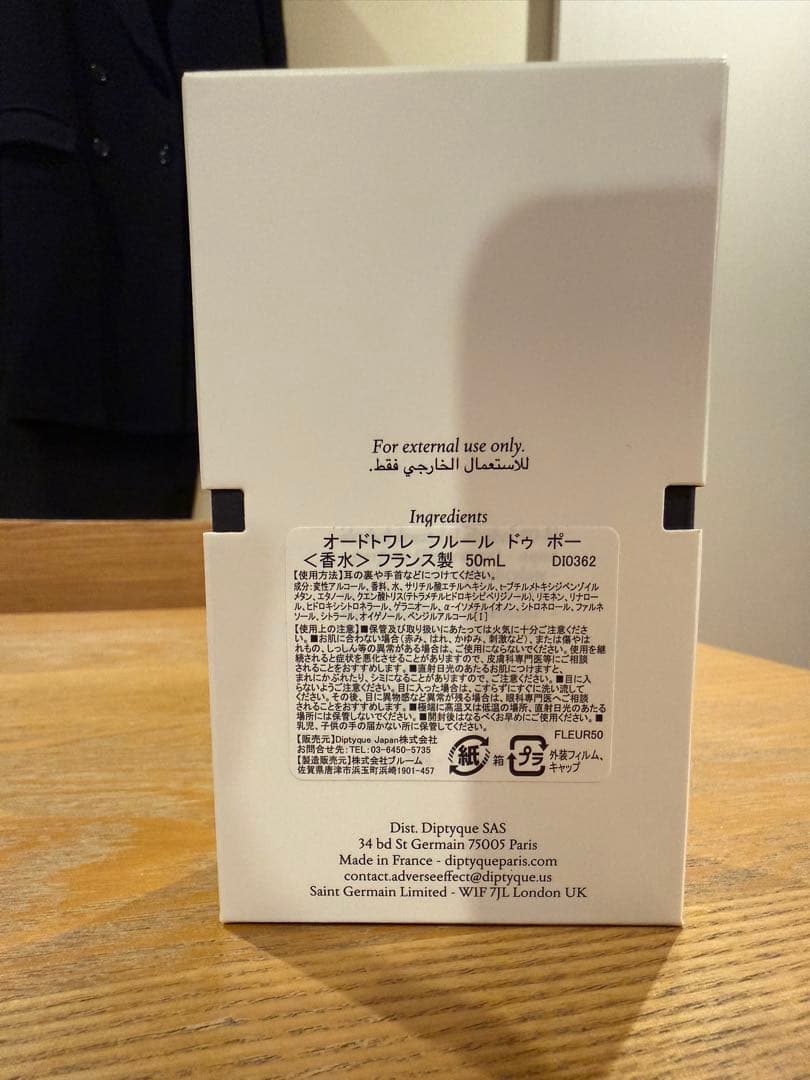 For external use only.
للاستعمال الخارجي فقط.
Ingredients
オードトワレ フルール ドゥ ポー
＜香水＞ フランス製 50mL DI0362
【使用方法】耳の裏や手首などにつけてください。
成分:変性アルコール、香料、水、サリチル酸エチルヘキシル、t-ブチルメトキシジベンゾイル
メタン、エタノール、クエン酸トリス(テトラメチルヒドロキシピペリジノール)、リモネン、リナロー
ル、ヒドロキシシトロネラール、ゲラニオール、α-イソメチルイオノン、シトロネロール、ファルネ
ソール、シトラール、オイゲノール、ベンジルアルコール[I]
【使用上の注意】■保管及び取り扱いにあたっては火気に十分ご注意くださ
い。■お肌に合わない場合(赤み、はれ、かゆみ、刺激など)、または傷やは
れもの、しっしん等の異常がある場合は、ご使用にならないでください。使用を継
続されると症状を悪化させることがありますので、皮膚科専門医等にご相談
されることをおすすめします。■直射日光のあたるお肌につけますと、
まれにかぶれたり、シミになることがありますので、ご注意ください。■目に入
らないようご注意ください。目に入った場合は、こすらずにすぐに洗い流して
ください。その後、目に異物感など異常が残る場合は、眼科専門医へご相談
されることをおすすめします。■極端に高温又は低温の場所、直射日光のあたる
場所には保管しないでください。■開封後はなるべくお早めにご使用ください。■
乳児、子供の手の届かない所に保管してください。
FLEUR50
【販売元】Diptyque Japan株式会社
お問合せ先:TEL:03-6450-5735
【製造販売元】株式会社ブルーム
佐賀県唐津市浜玉町浜崎1901-457
紙 箱
プラ 外装フィルム、
キャップ
Dist. Diptyque SAS
34 bd St Germain 75005 Paris
Made in France - diptyqueparis.com
contact.adverseeffect@diptyque.us
Saint Germain Limited - W1F 7JL London UK